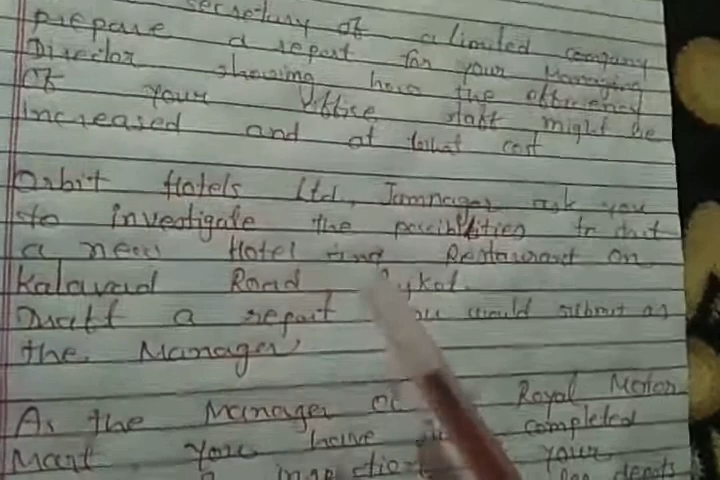 secretary of a limited company
prepare a report for your Managing
Director showing how the efficiency
of your office staff might be
increased and at what cost
Orbit Hotels Ltd, Jamnagar ask you
to investigate the possibilities to start
a new Hotel and Restaurant on
Kalavad Road
Draft a report would submit as
the Manager
As the Manager of Royal Motor
Mart you have completed
your
depots